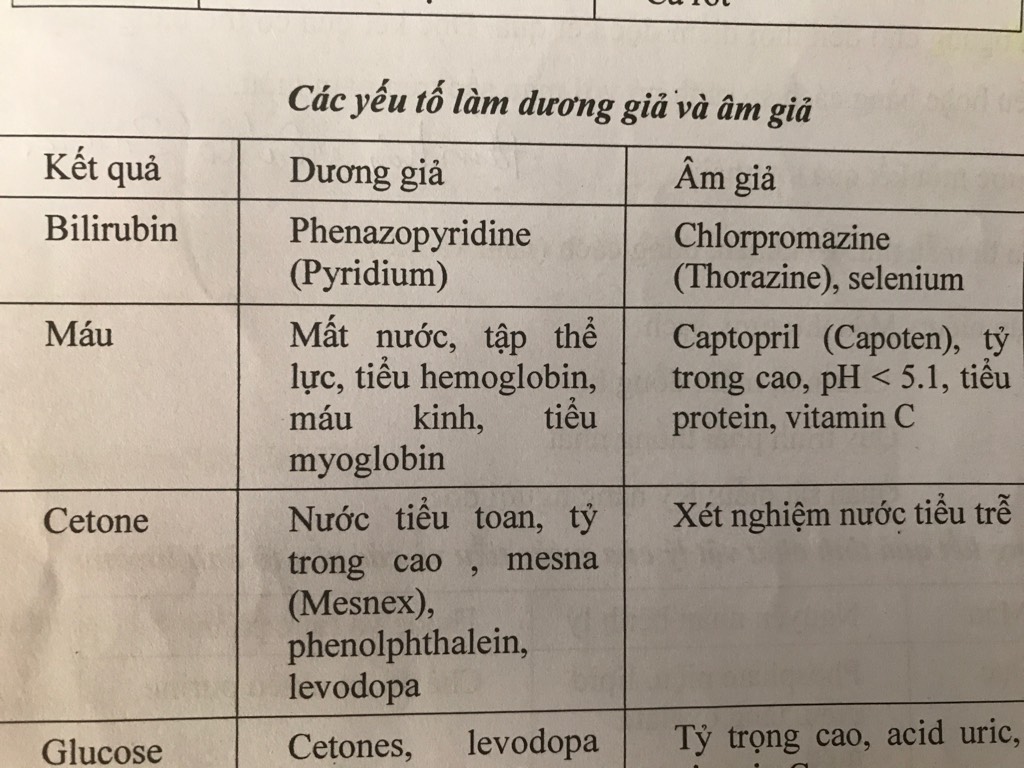 Các yếu tố làm dương giả và âm giả
Kết quả
Dương giả
Âm giả
Bilirubin
Phenazopyridine
(Pyridium)
Chlorpromazine
(Thorazine), selenium
Máu
Mất nước, tập thể
lực, tiểu hemoglobin,
máu kinh, tiểu
myoglobin
Captopril (Capoten), tỷ
trong cao, pH < 5.1, tiểu
protein, vitamin C
Cetone
Nước tiểu toan, tỷ
trong cao , mesna
(Mesnex),
phenolphthalein,
levodopa
Xét nghiệm nước tiểu trễ
Glucose
Cetones, levodopa
Tỷ trọng cao, acid uric,